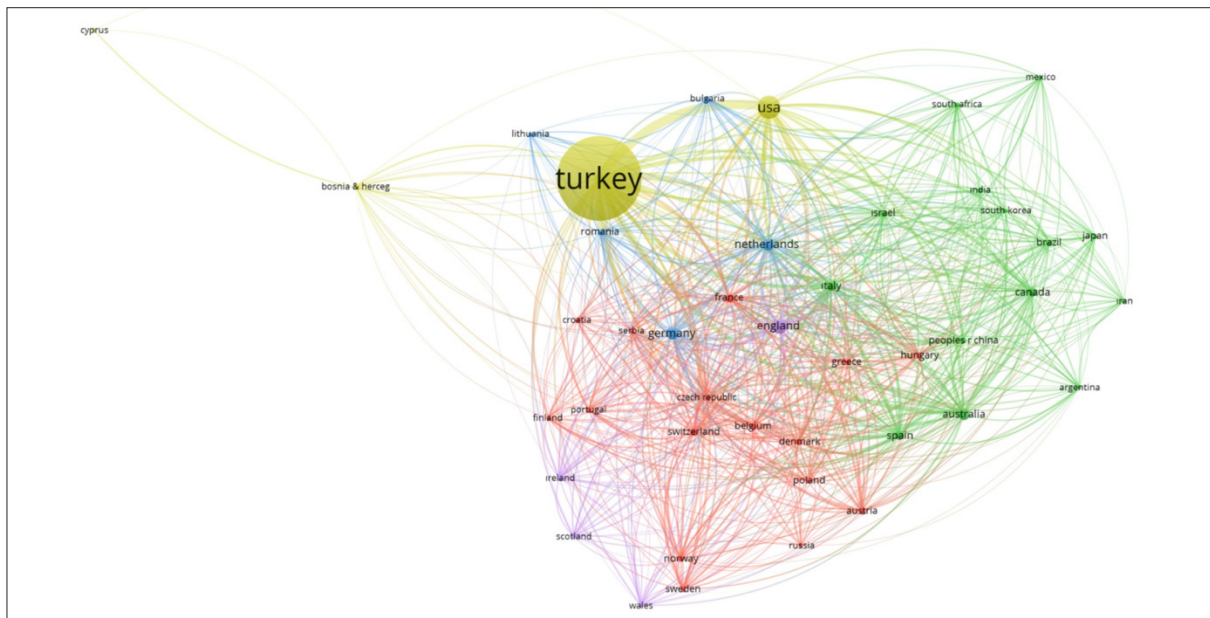 cyprus
mexico
bulgaria
usa
south africa
lithuania
turkey
bosnia & herceg
india
south korea
israel
romania
netherlands
brazil
japan
italy
canada
france
iran
croatia
serbia
germany
england
peoples r china
greece
hungary
argentina
czech republic
finland
portugal
australia
switzerland
belgium
denmark
spain
ireland
poland
austria
scotland
russia
norway
sweden
wales